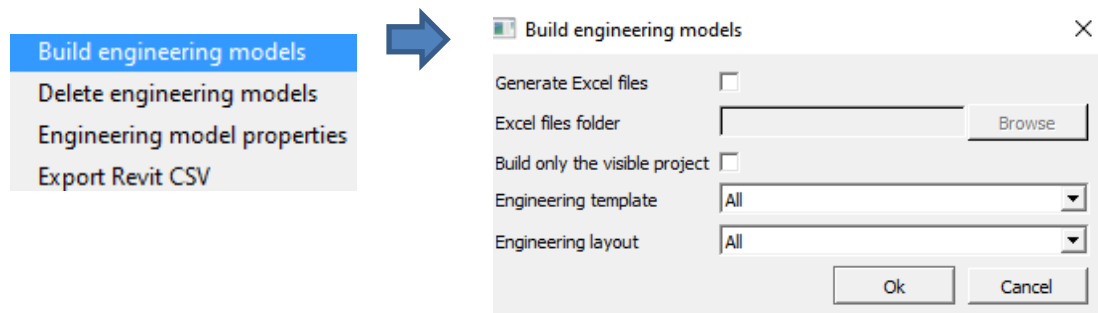 Build engineering models
Delete engineering models
Engineering model properties
Export Revit CSV
Build engineering models
Generate Excel files
Excel files folder Browse
Build only the visible project
Engineering template All
Engineering layout All
Ok Cancel